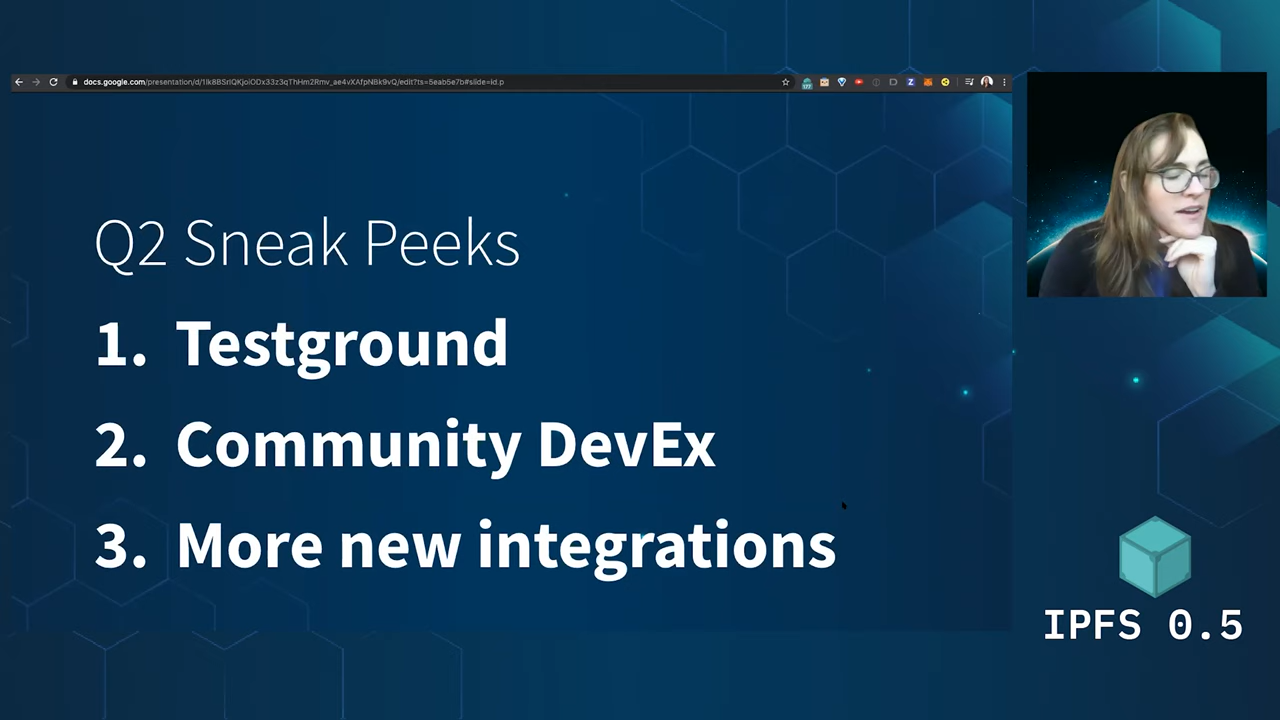 Q2 Sneak Peeks
1. Testground
2. Community DevEx
3. More new integrations
IPFS 0.5